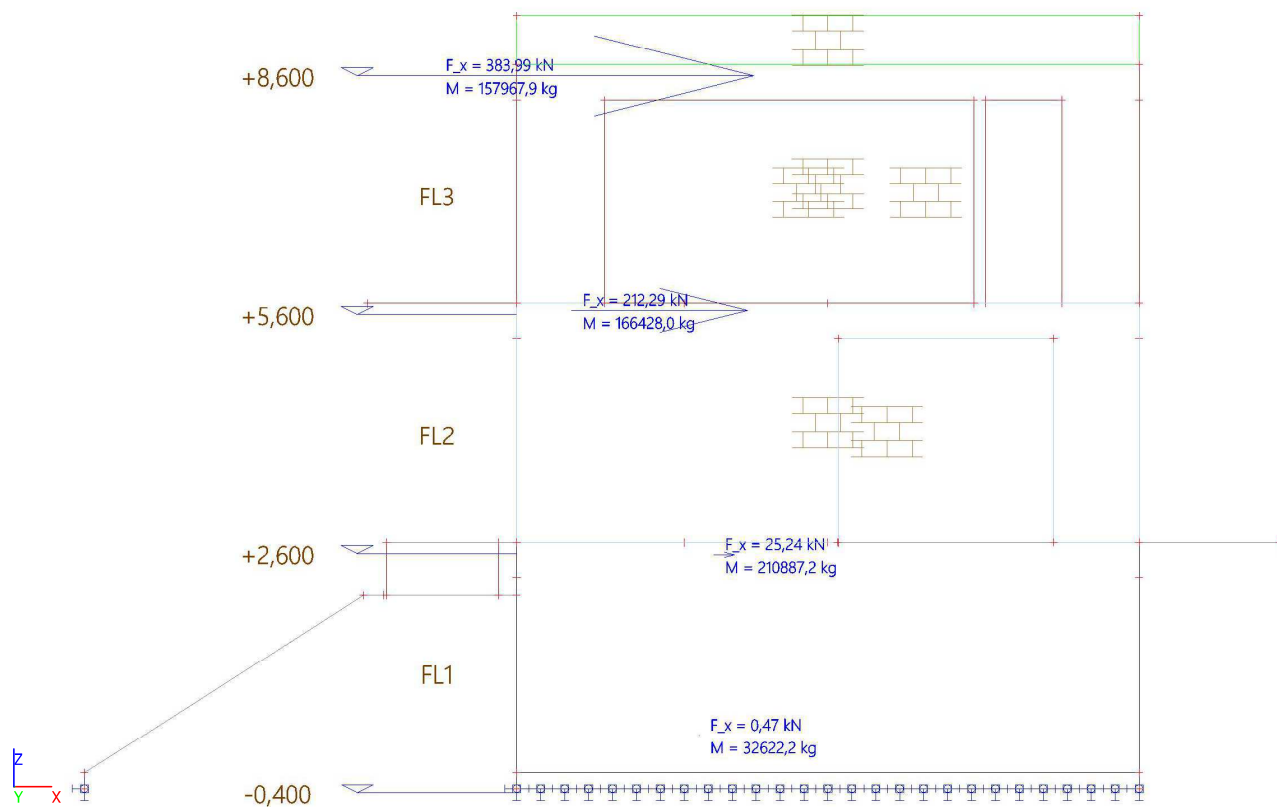 F_x = 383,99 kN
+8,600
M = 157967,9 kg
FL3
F_x = 212,29 kN
+5,600
M = 166428,0 kg
FL2
F_x = 25,24 kN
+2,600
M = 210887,2 kg
FL1
F_x = 0,47 kN
M = 32622,2 kg
Z
Y
X
-0,400